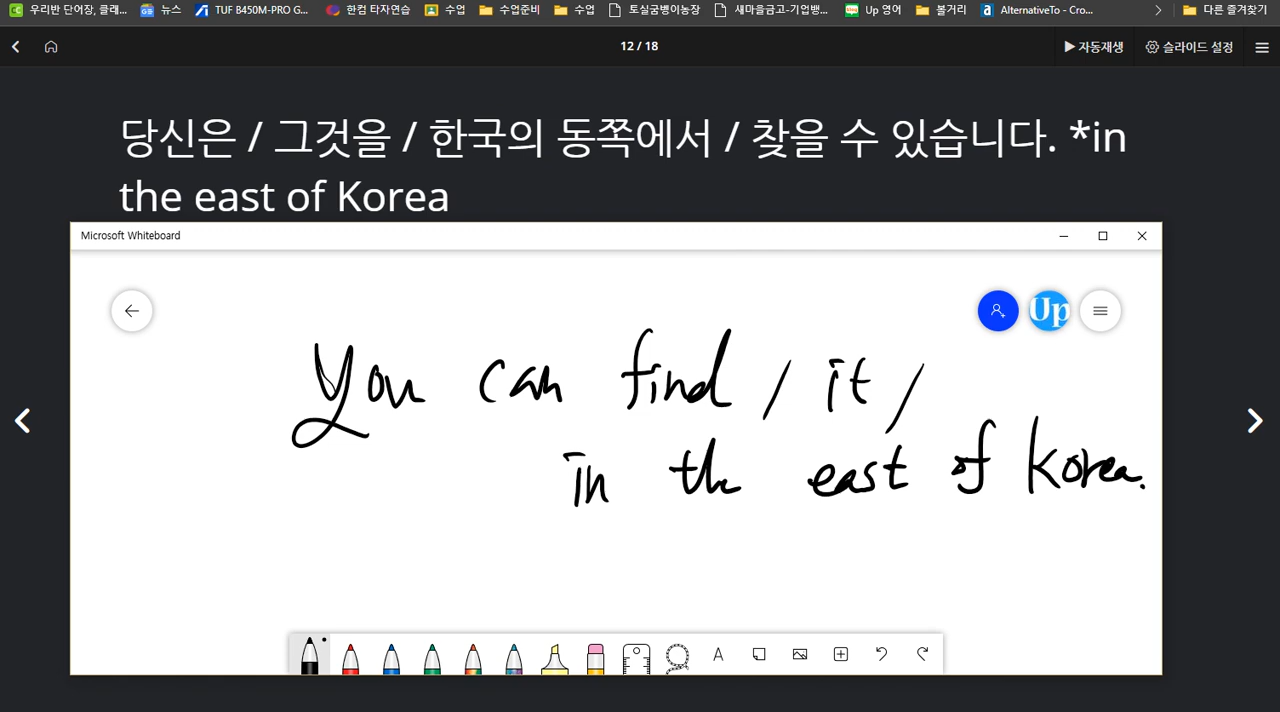 우리반 단어장, 클래... 뉴스 TUF B450M-PRO G... 한컴 타자연습 수업 수업준비 수업 토실굼벵이농장 새마을금고-기업뱅... Up 영어 볼거리 AlternativeTo - Cro... 다른 즐겨찾기
12 / 18 자동재생 슬라이드 설정
당신은 / 그것을 / 한국의 동쪽에서 / 찾을 수 있습니다. *in
the east of Korea
Microsoft Whiteboard
Up
You can find / it /
in the east of Korea.
A